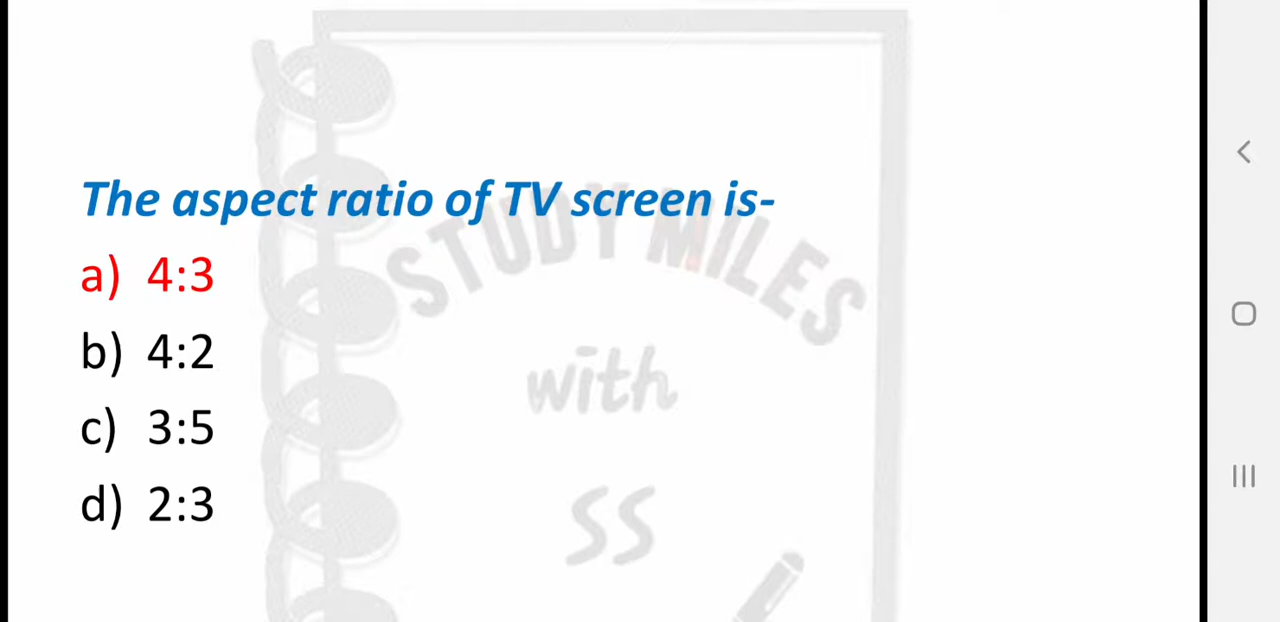 The aspect ratio of TV screen is-
a) 4:3
b) 4:2
c) 3:5
d) 2:3
STUDY MILES
with
SS